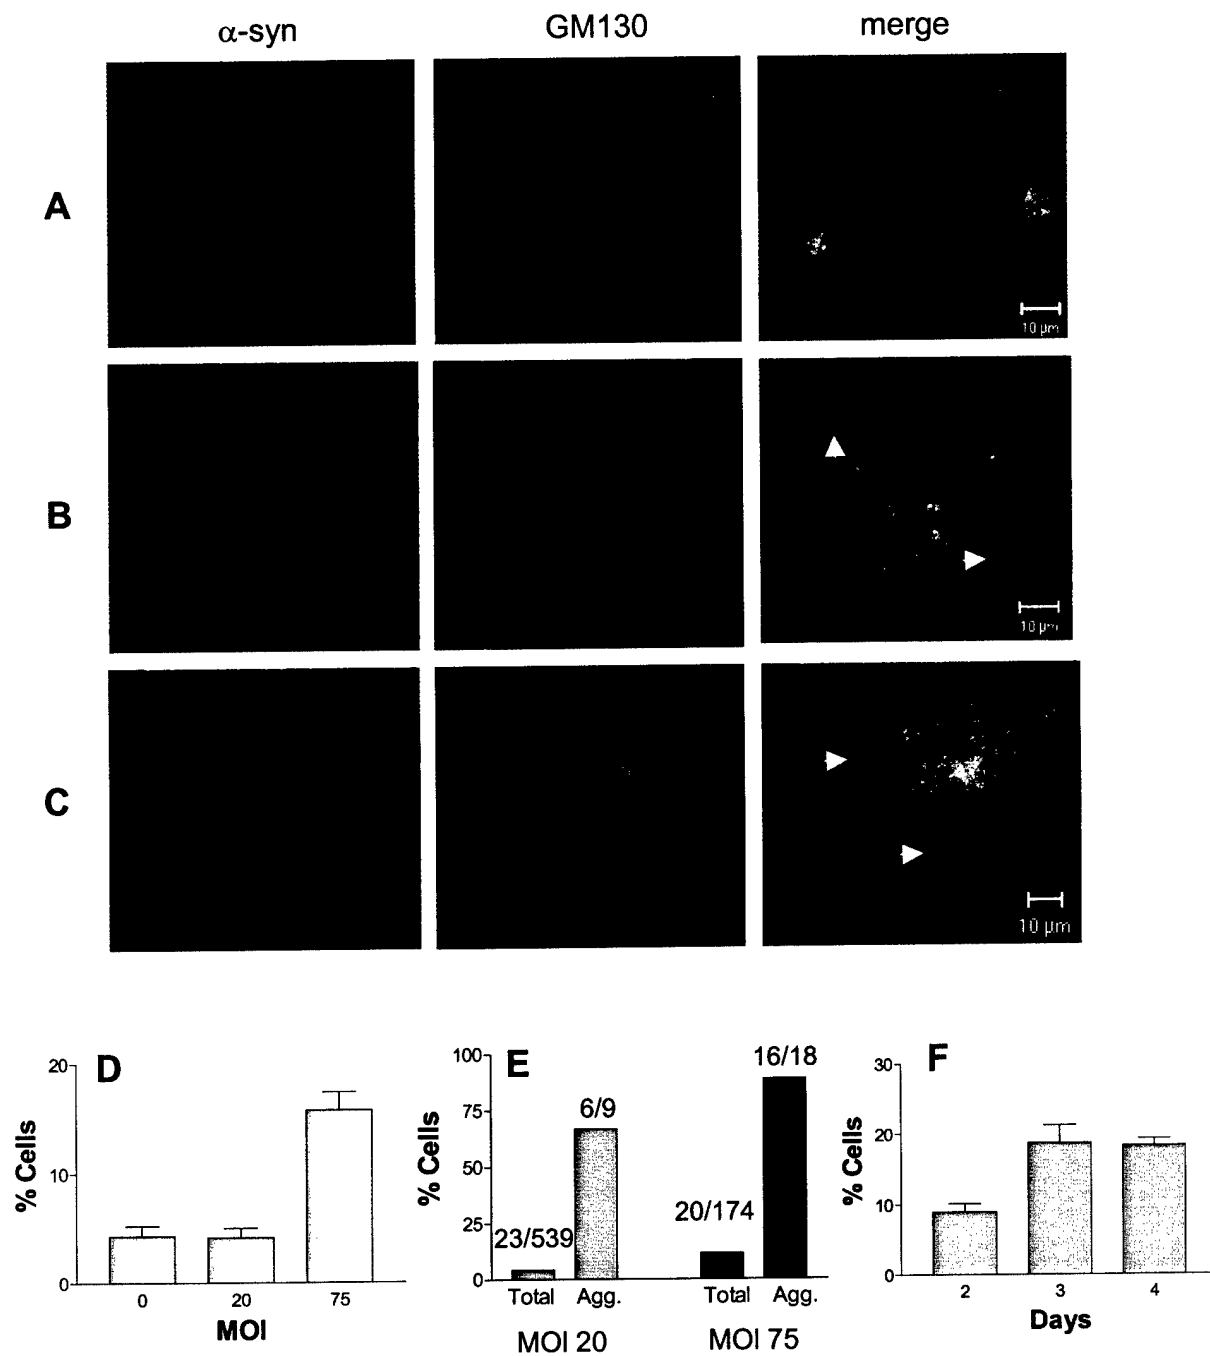 α-syn GM130 merge
A
10 µm
B
10 µm
C
10 µm
D
20
10
0
% Cells
0 20 75
MOI
E
100
75
50
25
0
% Cells
23/539
6/9
20/174
16/18
Total Agg. Total Agg.
MOI 20 MOI 75
F
30
20
10
0
% Cells
2 3 4
Days